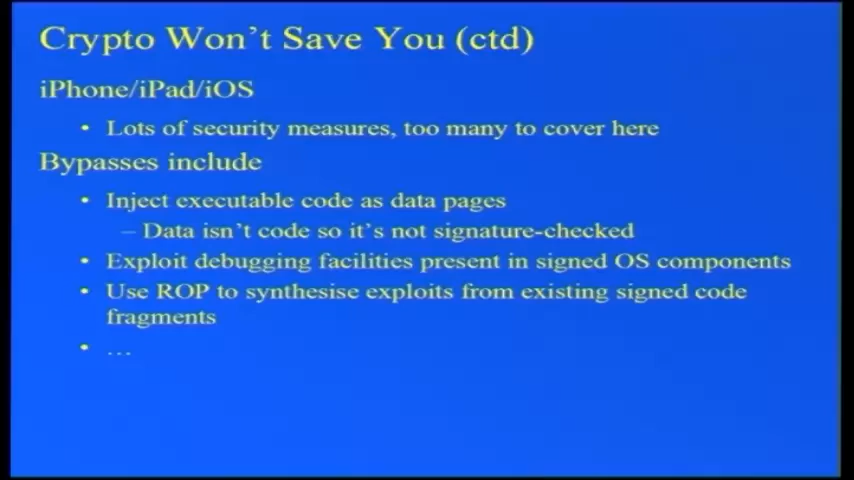 Crypto Won't Save You (ctd)
iPhone/iPad/iOS
• Lots of security measures, too many to cover here
Bypasses include
• Inject executable code as data pages
– Data isn't code so it's not signature-checked
• Exploit debugging facilities present in signed OS components
• Use ROP to synthesise exploits from existing signed code
fragments
• ...